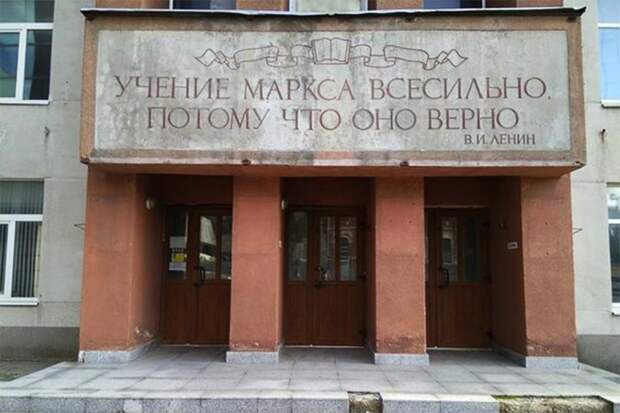 УЧЕНИЕ МАРКСА ВСЕСИЛЬНО,
ПОТОМУ ЧТО ОНО ВЕРНО
В.И. ЛЕНИН